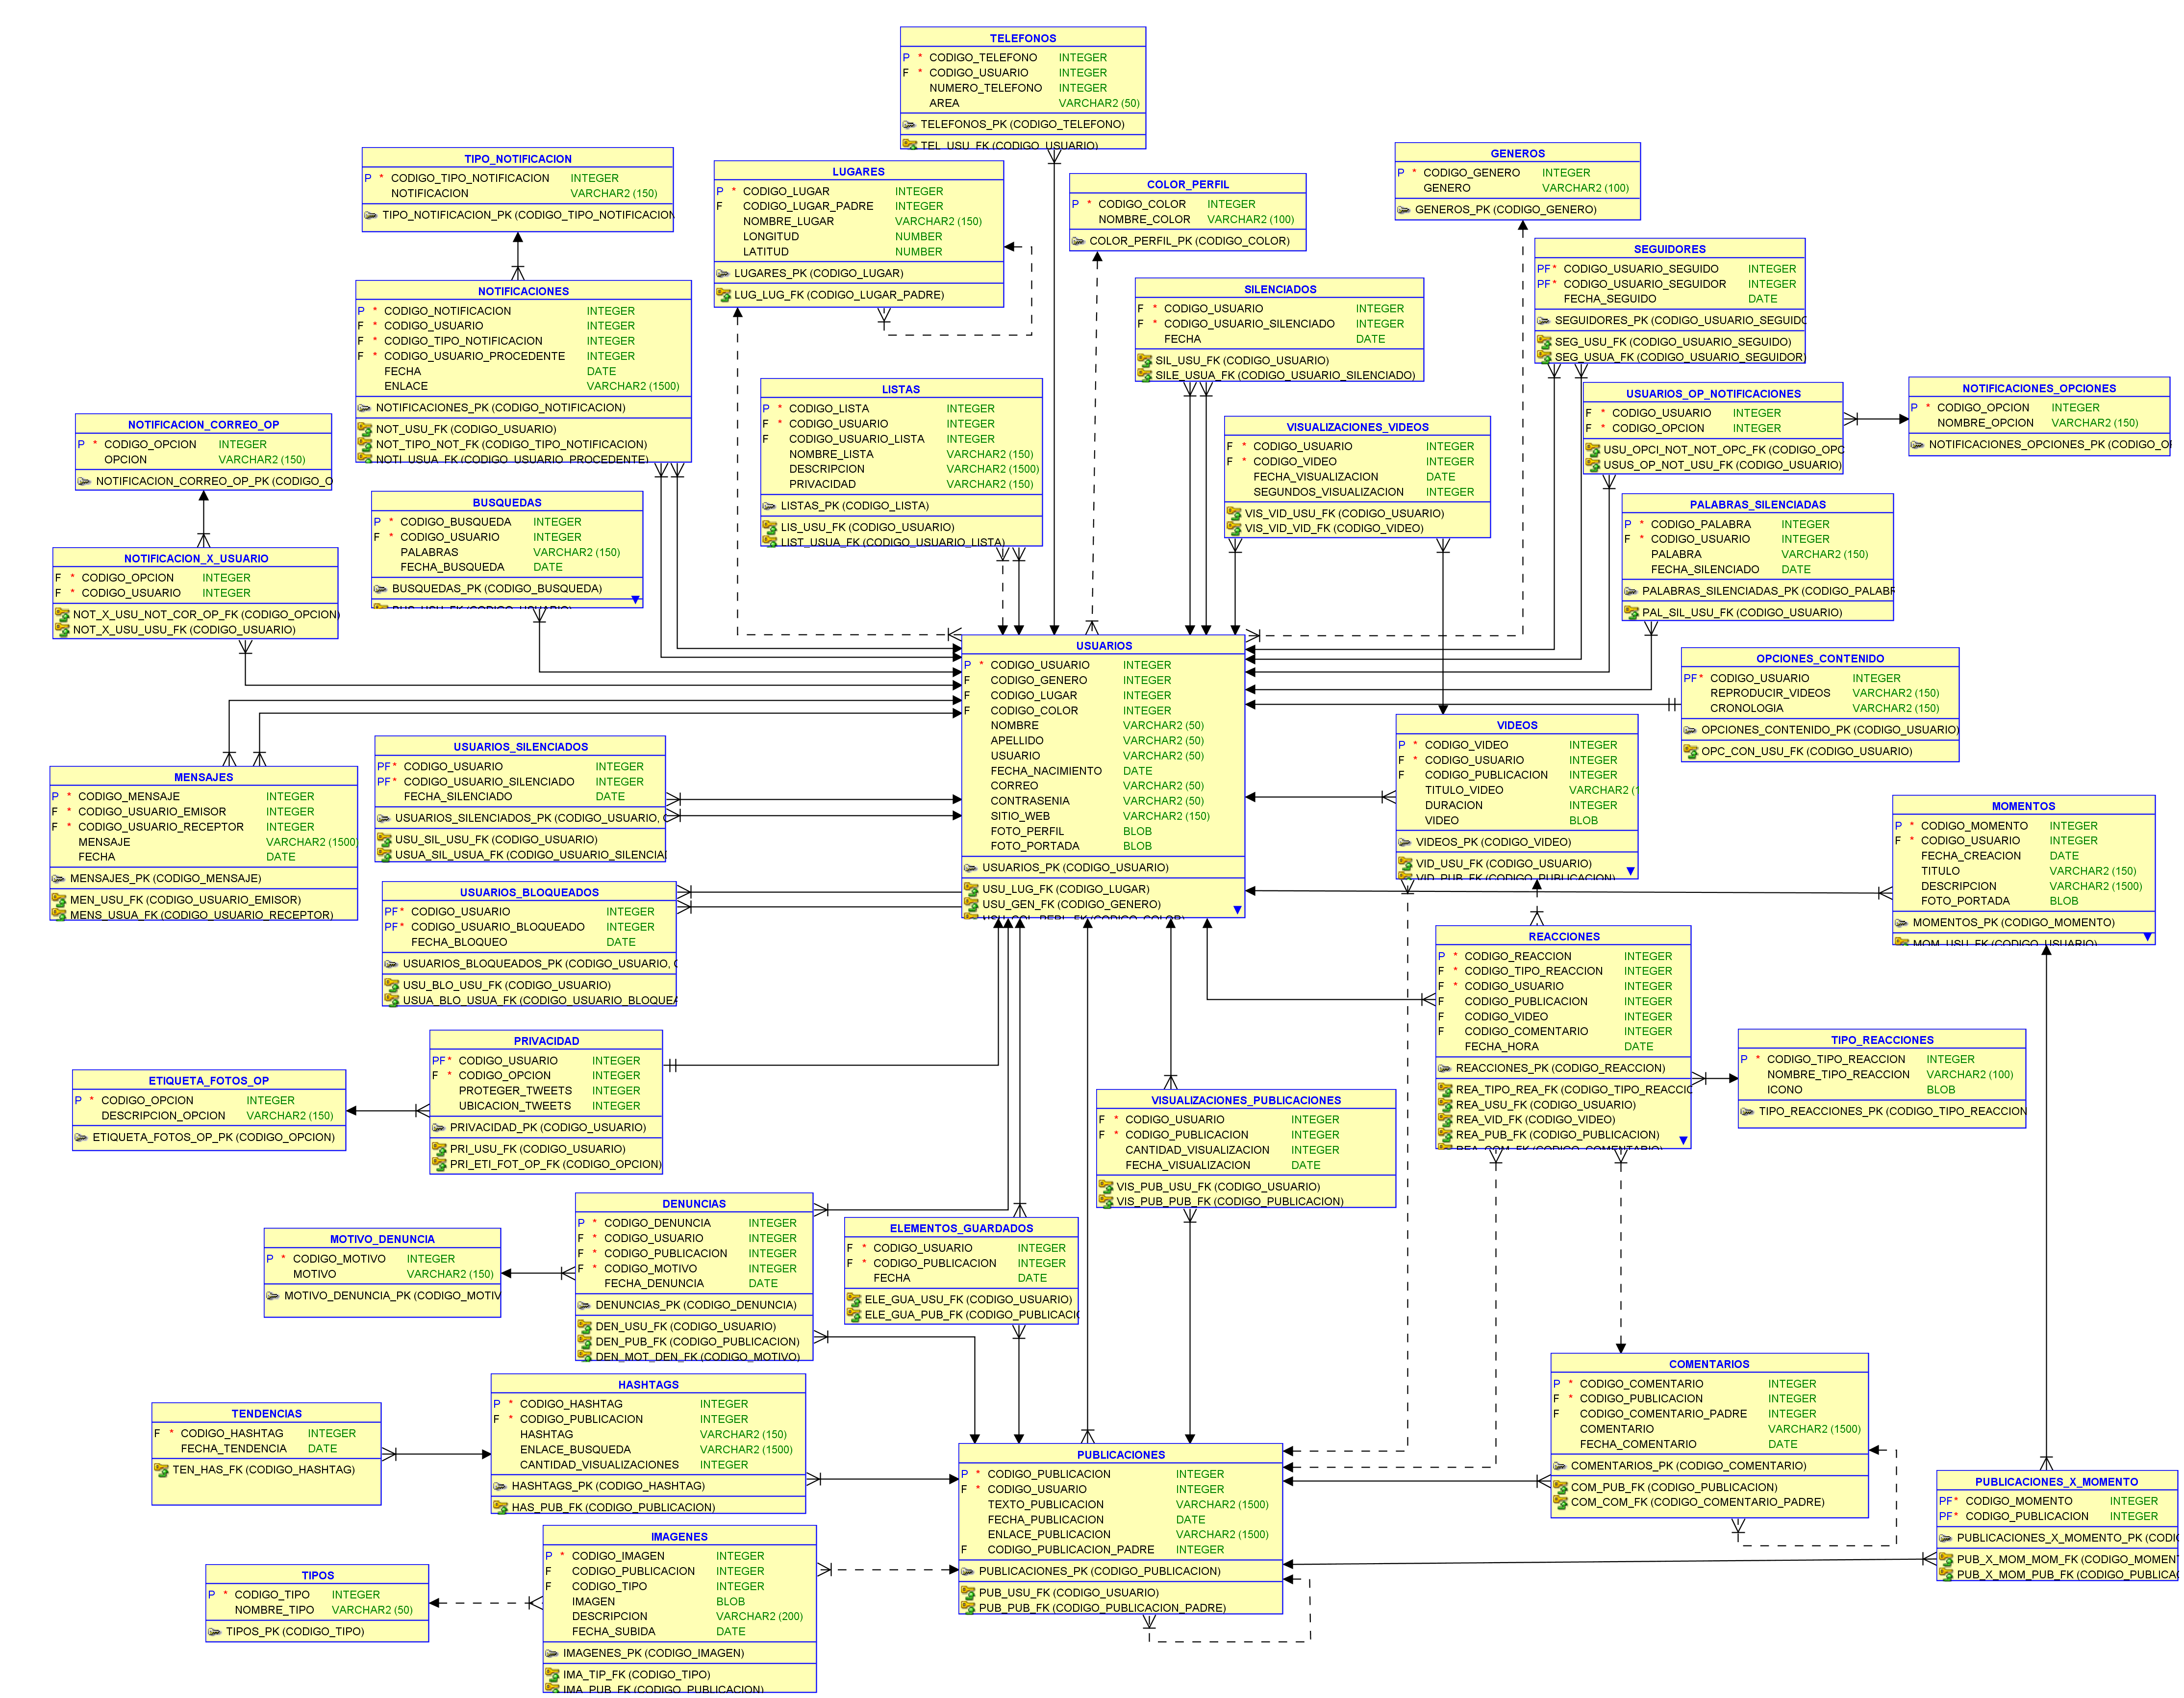 TELEFONOS
P * CODIGO_TELEFONO INTEGER
F * CODIGO_USUARIO INTEGER
NUMERO_TELEFONO INTEGER
AREA VARCHAR2 (50)
TELEFONOS_PK (CODIGO_TELEFONO)
TEL_USU_FK (CODIGO_USUARIO)
TIPO_NOTIFICACION
P * CODIGO_TIPO_NOTIFICACION INTEGER
NOTIFICACION VARCHAR2 (150)
TIPO_NOTIFICACION_PK (CODIGO_TIPO_NOTIFICACION
LUGARES
P * CODIGO_LUGAR INTEGER
F CODIGO_LUGAR_PADRE INTEGER
NOMBRE_LUGAR VARCHAR2 (150)
LONGITUD NUMBER
LATITUD NUMBER
LUGARES_PK (CODIGO_LUGAR)
LUG_LUG_FK (CODIGO_LUGAR_PADRE)
COLOR_PERFIL
P * CODIGO_COLOR INTEGER
NOMBRE_COLOR VARCHAR2 (100)
COLOR_PERFIL_PK (CODIGO_COLOR)
GENEROS
P * CODIGO_GENERO INTEGER
GENERO VARCHAR2 (100)
GENEROS_PK (CODIGO_GENERO)
SEGUIDORES
PF * CODIGO_USUARIO_SEGUIDO INTEGER
PF * CODIGO_USUARIO_SEGUIDOR INTEGER
FECHA_SEGUIDO DATE
SEGUIDORES_PK (CODIGO_USUARIO_SEGUIDO
SEG_USU_FK (CODIGO_USUARIO_SEGUIDO)
SEG_USUA_FK (CODIGO_USUARIO_SEGUIDOR)
NOTIFICACIONES
P * CODIGO_NOTIFICACION INTEGER
F * CODIGO_USUARIO INTEGER
F * CODIGO_TIPO_NOTIFICACION INTEGER
F * CODIGO_USUARIO_PROCEDENTE INTEGER
FECHA DATE
ENLACE VARCHAR2 (1500)
NOTIFICACIONES_PK (CODIGO_NOTIFICACION)
NOT_USU_FK (CODIGO_USUARIO)
NOT_TIPO_NOT_FK (CODIGO_TIPO_NOTIFICACION)
NOTI_USUA_FK (CODIGO_USUARIO_PROCEDENTE)
SILENCIADOS
F * CODIGO_USUARIO INTEGER
F * CODIGO_USUARIO_SILENCIADO INTEGER
FECHA DATE
SIL_USU_FK (CODIGO_USUARIO)
SILE_USUA_FK (CODIGO_USUARIO_SILENCIADO)
LISTAS
P * CODIGO_LISTA INTEGER
F * CODIGO_USUARIO INTEGER
F CODIGO_USUARIO_LISTA INTEGER
NOMBRE_LISTA VARCHAR2 (150)
DESCRIPCION VARCHAR2 (1500)
PRIVACIDAD VARCHAR2 (150)
LISTAS_PK (CODIGO_LISTA)
LIS_USU_FK (CODIGO_USUARIO)
LIST_USUA_FK (CODIGO_USUARIO_LISTA)
USUARIOS_OP_NOTIFICACIONES
F * CODIGO_USUARIO INTEGER
F * CODIGO_OPCION INTEGER
USU_OPCI_NOT_NOT_OPC_FK (CODIGO_OPC
USUS_OP_NOT_USU_FK (CODIGO_USUARIO)
NOTIFICACIONES_OPCIONES
P * CODIGO_OPCION INTEGER
NOMBRE_OPCION VARCHAR2 (150)
NOTIFICACIONES_OPCIONES_PK (CODIGO_O
NOTIFICACION_CORREO_OP
P * CODIGO_OPCION INTEGER
OPCION VARCHAR2 (150)
NOTIFICACION_CORREO_OP_PK (CODIGO_O
VISUALIZACIONES_VIDEOS
F * CODIGO_USUARIO INTEGER
F * CODIGO_VIDEO INTEGER
FECHA_VISUALIZACION DATE
SEGUNDOS_VISUALIZACION INTEGER
VIS_VID_USU_FK (CODIGO_USUARIO)
VIS_VID_VID_FK (CODIGO_VIDEO)
BUSQUEDAS
P * CODIGO_BUSQUEDA INTEGER
F * CODIGO_USUARIO INTEGER
PALABRAS VARCHAR2 (150)
FECHA_BUSQUEDA DATE
BUSQUEDAS_PK (CODIGO_BUSQUEDA)
BUS_USU_FK (CODIGO_USUARIO)
PALABRAS_SILENCIADAS
P * CODIGO_PALABRA INTEGER
F * CODIGO_USUARIO INTEGER
PALABRA VARCHAR2 (150)
FECHA_SILENCIADO DATE
PALABRAS_SILENCIADAS_PK (CODIGO_PALABR
PAL_SIL_USU_FK (CODIGO_USUARIO)
NOTIFICACION_X_USUARIO
F * CODIGO_OPCION INTEGER
F * CODIGO_USUARIO INTEGER
NOT_X_USU_NOT_COR_OP_FK (CODIGO_OPCION)
NOT_X_USU_USU_FK (CODIGO_USUARIO)
USUARIOS
P * CODIGO_USUARIO INTEGER
F CODIGO_GENERO INTEGER
F CODIGO_LUGAR INTEGER
F CODIGO_COLOR INTEGER
NOMBRE VARCHAR2 (50)
APELLIDO VARCHAR2 (50)
USUARIO VARCHAR2 (50)
FECHA_NACIMIENTO DATE
CORREO VARCHAR2 (50)
CONTRASENIA VARCHAR2 (50)
SITIO_WEB VARCHAR2 (150)
FOTO_PERFIL BLOB
FOTO_PORTADA BLOB
USUARIOS_PK (CODIGO_USUARIO)
USU_LUG_FK (CODIGO_LUGAR)
USU_GEN_FK (CODIGO_GENERO)
USU_COL_PERL_FK (CODIGO_COLOR)
OPCIONES_CONTENIDO
PF * CODIGO_USUARIO INTEGER
REPRODUCIR_VIDEOS VARCHAR2 (150)
CRONOLOGIA VARCHAR2 (150)
OPCIONES_CONTENIDO_PK (CODIGO_USUARIO)
OPC_CON_USU_FK (CODIGO_USUARIO)
VIDEOS
P * CODIGO_VIDEO INTEGER
F * CODIGO_USUARIO INTEGER
F CODIGO_PUBLICACION INTEGER
TITULO_VIDEO VARCHAR2 (1
DURACION INTEGER
VIDEO BLOB
VIDEOS_PK (CODIGO_VIDEO)
VID_USU_FK (CODIGO_USUARIO)
VID_PUB_FK (CODIGO_PUBLICACION)
USUARIOS_SILENCIADOS
PF * CODIGO_USUARIO INTEGER
PF * CODIGO_USUARIO_SILENCIADO INTEGER
FECHA_SILENCIADO DATE
USUARIOS_SILENCIADOS_PK (CODIGO_USUARIO, C
USU_SIL_USU_FK (CODIGO_USUARIO)
USUA_SIL_USUA_FK (CODIGO_USUARIO_SILENCIA
MENSAJES
P * CODIGO_MENSAJE INTEGER
F * CODIGO_USUARIO_EMISOR INTEGER
F * CODIGO_USUARIO_RECEPTOR INTEGER
MENSAJE VARCHAR2 (1500)
FECHA DATE
MENSAJES_PK (CODIGO_MENSAJE)
MEN_USU_FK (CODIGO_USUARIO_EMISOR)
MENS_USUA_FK (CODIGO_USUARIO_RECEPTOR)
MOMENTOS
P * CODIGO_MOMENTO INTEGER
F * CODIGO_USUARIO INTEGER
FECHA_CREACION DATE
TITULO VARCHAR2 (150)
DESCRIPCION VARCHAR2 (1500)
FOTO_PORTADA BLOB
MOMENTOS_PK (CODIGO_MOMENTO)
MOM_USU_FK (CODIGO_USUARIO)
USUARIOS_BLOQUEADOS
PF * CODIGO_USUARIO INTEGER
PF * CODIGO_USUARIO_BLOQUEADO INTEGER
FECHA_BLOQUEO DATE
USUARIOS_BLOQUEADOS_PK (CODIGO_USUARIO, C
USU_BLO_USU_FK (CODIGO_USUARIO)
USUA_BLO_USUA_FK (CODIGO_USUARIO_BLOQUEA
REACCIONES
P * CODIGO_REACCION INTEGER
F * CODIGO_TIPO_REACCION INTEGER
F * CODIGO_USUARIO INTEGER
F CODIGO_PUBLICACION INTEGER
F CODIGO_VIDEO INTEGER
F CODIGO_COMENTARIO INTEGER
FECHA_HORA DATE
REACCIONES_PK (CODIGO_REACCION)
REA_TIPO_REA_FK (CODIGO_TIPO_REACCIC
REA_USU_FK (CODIGO_USUARIO)
REA_VID_FK (CODIGO_VIDEO)
REA_PUB_FK (CODIGO_PUBLICACION)
REA_COM_FK (CODIGO_COMENTARIO)
TIPO_REACCIONES
P * CODIGO_TIPO_REACCION INTEGER
NOMBRE_TIPO_REACCION VARCHAR2 (100)
ICONO BLOB
TIPO_REACCIONES_PK (CODIGO_TIPO_REACCION
PRIVACIDAD
PF * CODIGO_USUARIO INTEGER
F * CODIGO_OPCION INTEGER
PROTEGER_TWEETS INTEGER
UBICACION_TWEETS INTEGER
PRIVACIDAD_PK (CODIGO_USUARIO)
PRI_USU_FK (CODIGO_USUARIO)
PRI_ETI_FOT_OP_FK (CODIGO_OPCION)
ETIQUETA_FOTOS_OP
P * CODIGO_OPCION INTEGER
DESCRIPCION_OPCION VARCHAR2 (150)
ETIQUETA_FOTOS_OP_PK (CODIGO_OPCION)
VISUALIZACIONES_PUBLICACIONES
F * CODIGO_USUARIO INTEGER
F * CODIGO_PUBLICACION INTEGER
CANTIDAD_VISUALIZACION INTEGER
FECHA_VISUALIZACION DATE
VIS_PUB_USU_FK (CODIGO_USUARIO)
VIS_PUB_PUB_FK (CODIGO_PUBLICACION)
DENUNCIAS
P * CODIGO_DENUNCIA INTEGER
F * CODIGO_USUARIO INTEGER
F * CODIGO_PUBLICACION INTEGER
F * CODIGO_MOTIVO INTEGER
FECHA_DENUNCIA DATE
DENUNCIAS_PK (CODIGO_DENUNCIA)
DEN_USU_FK (CODIGO_USUARIO)
DEN_PUB_FK (CODIGO_PUBLICACION)
DEN_MOT_DEN_FK (CODIGO_MOTIVO)
MOTIVO_DENUNCIA
P * CODIGO_MOTIVO INTEGER
MOTIVO VARCHAR2 (150)
MOTIVO_DENUNCIA_PK (CODIGO_MOTIV
ELEMENTOS_GUARDADOS
F * CODIGO_USUARIO INTEGER
F * CODIGO_PUBLICACION INTEGER
FECHA DATE
ELE_GUA_USU_FK (CODIGO_USUARIO)
ELE_GUA_PUB_FK (CODIGO_PUBLICACI
COMENTARIOS
P * CODIGO_COMENTARIO INTEGER
F * CODIGO_PUBLICACION INTEGER
F CODIGO_COMENTARIO_PADRE INTEGER
COMENTARIO VARCHAR2 (1500)
FECHA_COMENTARIO DATE
COMENTARIOS_PK (CODIGO_COMENTARIO)
COM_PUB_FK (CODIGO_PUBLICACION)
COM_COM_FK (CODIGO_COMENTARIO_PADRE)
HASHTAGS
P * CODIGO_HASHTAG INTEGER
F * CODIGO_PUBLICACION INTEGER
HASHTAG VARCHAR2 (150)
ENLACE_BUSQUEDA VARCHAR2 (1500)
CANTIDAD_VISUALIZACIONES INTEGER
HASHTAGS_PK (CODIGO_HASHTAG)
HAS_PUB_FK (CODIGO_PUBLICACION)
TENDENCIAS
F * CODIGO_HASHTAG INTEGER
FECHA_TENDENCIA DATE
TEN_HAS_FK (CODIGO_HASHTAG)
PUBLICACIONES
P * CODIGO_PUBLICACION INTEGER
F * CODIGO_USUARIO INTEGER
TEXTO_PUBLICACION VARCHAR2 (1500)
FECHA_PUBLICACION DATE
ENLACE_PUBLICACION VARCHAR2 (1500)
F CODIGO_PUBLICACION_PADRE INTEGER
PUBLICACIONES_PK (CODIGO_PUBLICACION)
PUB_USU_FK (CODIGO_USUARIO)
PUB_PUB_FK (CODIGO_PUBLICACION_PADRE)
PUBLICACIONES_X_MOMENTO
PF * CODIGO_MOMENTO INTEGER
PF * CODIGO_PUBLICACION INTEGER
PUBLICACIONES_X_MOMENTO_PK (CODIG
PUB_X_MOM_MOM_FK (CODIGO_MOMENT
PUB_X_MOM_PUB_FK (CODIGO_PUBLICA
IMAGENES
P * CODIGO_IMAGEN INTEGER
F CODIGO_PUBLICACION INTEGER
F CODIGO_TIPO INTEGER
IMAGEN BLOB
DESCRIPCION VARCHAR2 (200)
FECHA_SUBIDA DATE
IMAGENES_PK (CODIGO_IMAGEN)
IMA_TIP_FK (CODIGO_TIPO)
IMA_PUB_FK (CODIGO_PUBLICACION)
TIPOS
P * CODIGO_TIPO INTEGER
NOMBRE_TIPO VARCHAR2 (50)
TIPOS_PK (CODIGO_TIPO)